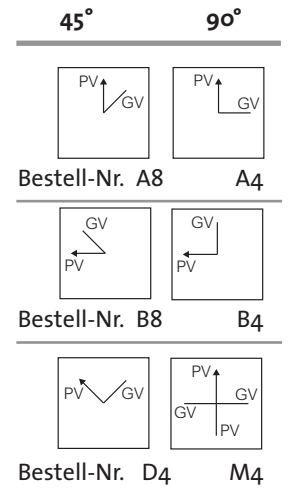 45° 90°
PV GV PV GV
Bestell-Nr. A8 A4
GV PV GV PV
Bestell-Nr. B8 B4
PV GV PV GV GV PV
Bestell-Nr. D4 M4